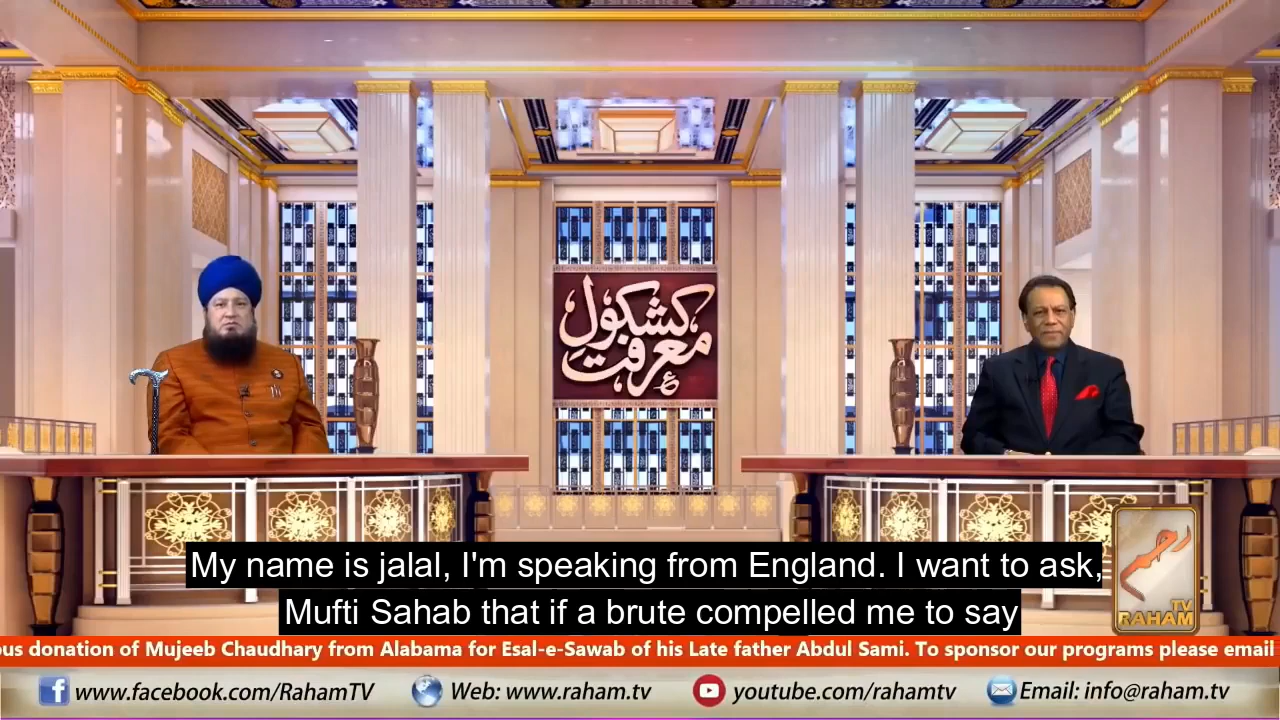 کشکول
معرفت
My name is jalal, I'm speaking from England. I want to ask,
Mufti Sahab that if a brute compelled me to say
رحم
TV
RAHAM
ous donation of Mujeeb Chaudhary from Alabama for Esal-e-Sawab of his Late father Abdul Sami. To sponsor our programs please email
www.facebook.com/RahamTV Web: www.raham.tv youtube.com/rahamtv Email: info@raham.tv